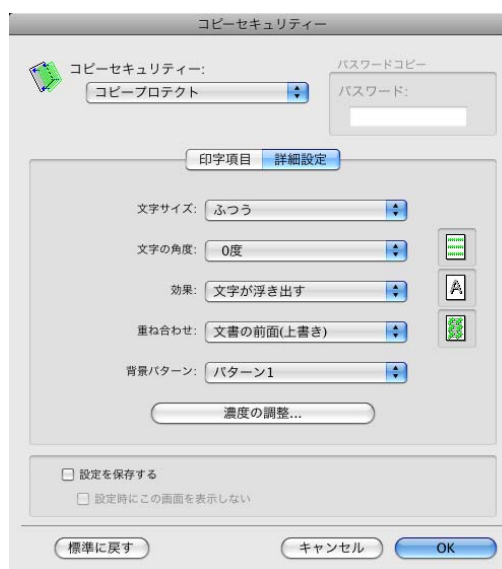 コピーセキュリティー
コピーセキュリティー:
コピープロテクト
パスワードコピー
パスワード:
印字項目 詳細設定
文字サイズ: ふつう
文字の角度: 0度
効果: 文字が浮き出す
A
重ね合わせ: 文書の前面(上書き)
背景パターン: パターン1
濃度の調整...
設定を保存する
設定時にこの画面を表示しない
標準に戻す キャンセル OK